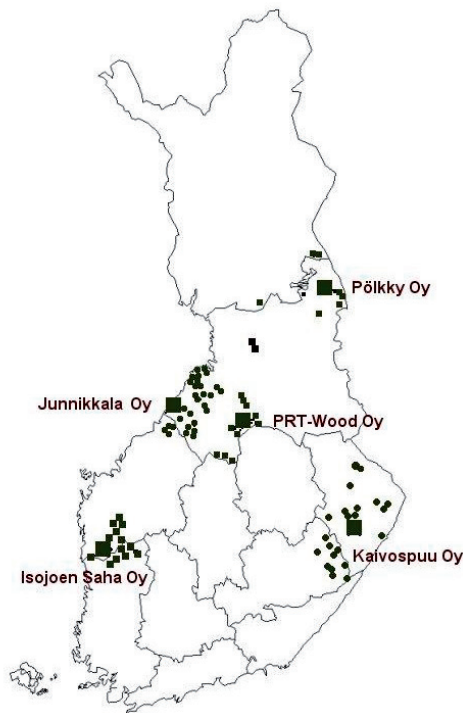 Pölkky Oy
Junnikkala Oy
PRT-Wood Oy
Kaivospuu Oy
Isojoen Saha Oy